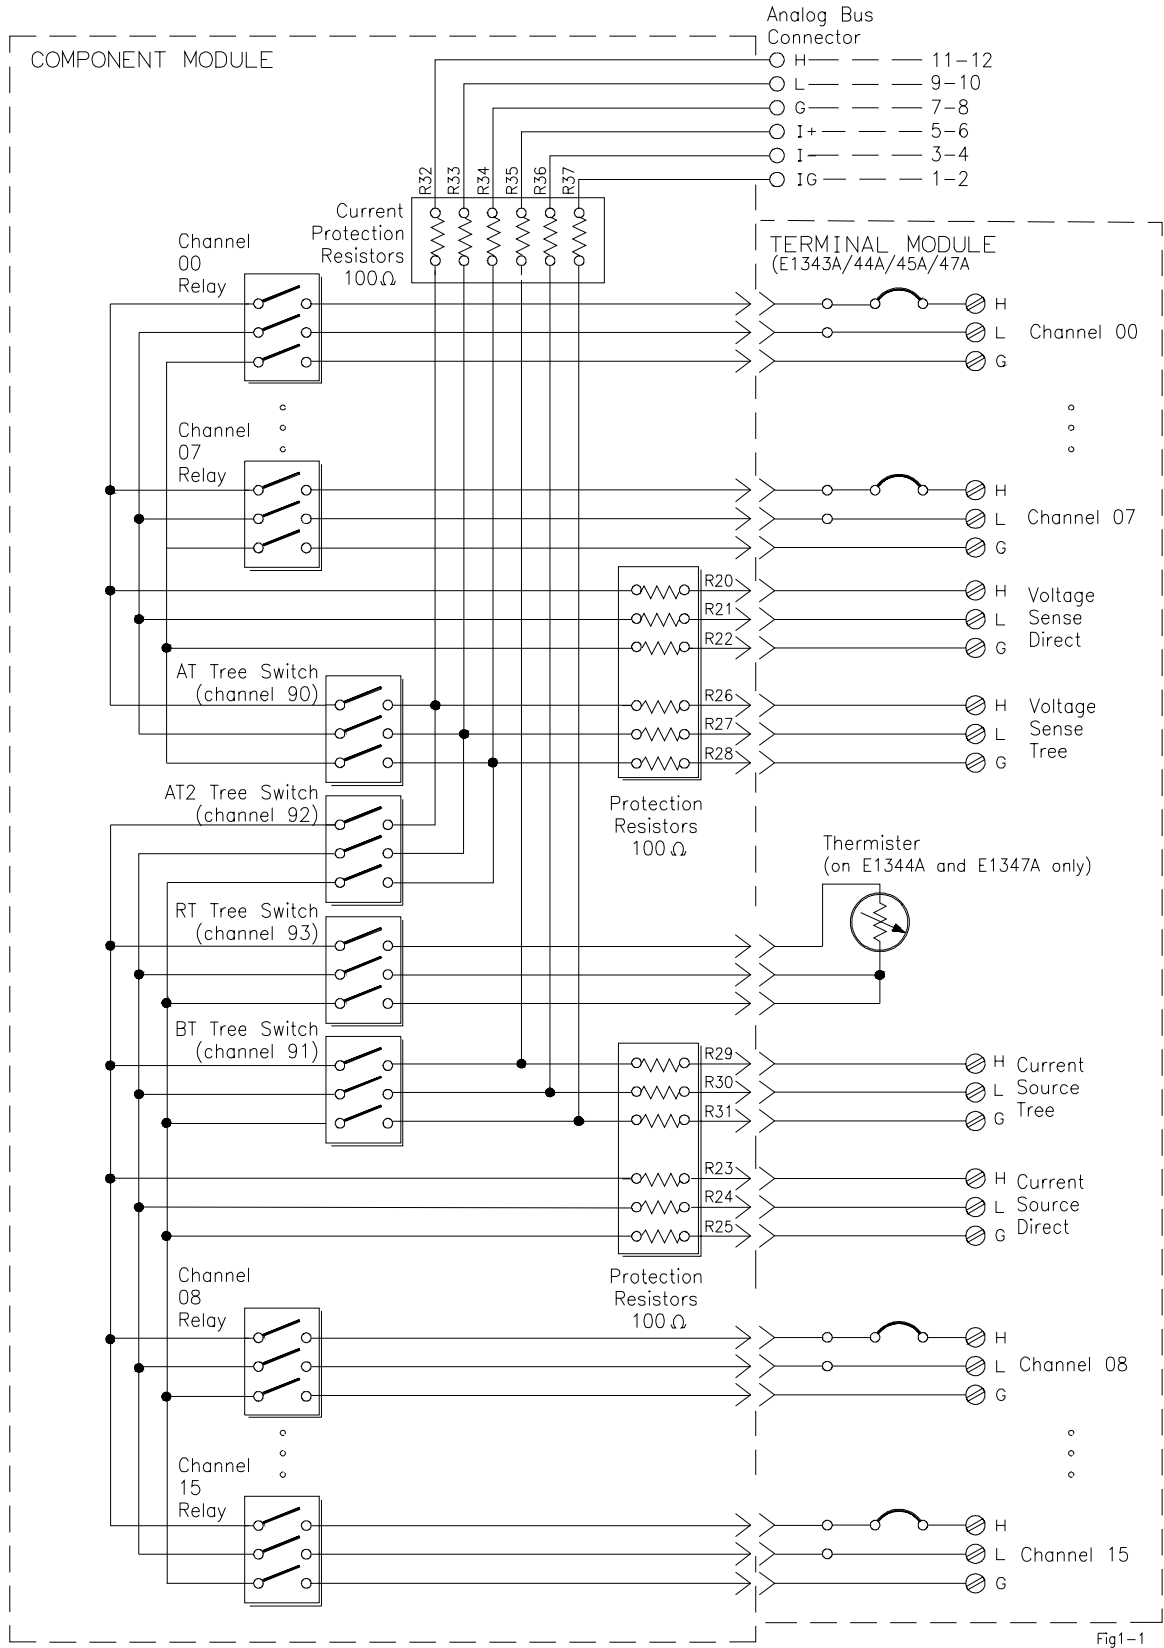 Analog Bus
Connector
COMPONENT MODULE
H 11-12
L 9-10
G 7-8
I+ 5-6
I- 3-4
IG 1-2
R32
R33
R34
R35
R36
R37
Current
Protection
Resistors
100Ω
TERMINAL MODULE
(E1343A/44A/45A/47A
Channel
00
Relay
H
L Channel 00
G
Channel
07
Relay
H
L Channel 07
G
R20
R21
R22
H
L
G
Voltage
Sense
Direct
AT Tree Switch
(channel 90)
R26
R27
R28
H
L
G
Voltage
Sense
Tree
AT2 Tree Switch
(channel 92)
Protection
Resistors
100Ω
Thermister
(on E1344A and E1347A only)
RT Tree Switch
(channel 93)
BT Tree Switch
(channel 91)
R29
R30
R31
H
L
G
Current
Source
Tree
R23
R24
R25
H
L
G
Current
Source
Direct
Protection
Resistors
100Ω
Channel
08
Relay
H
L Channel 08
G
Channel
15
Relay
H
L Channel 15
G
Fig1-1